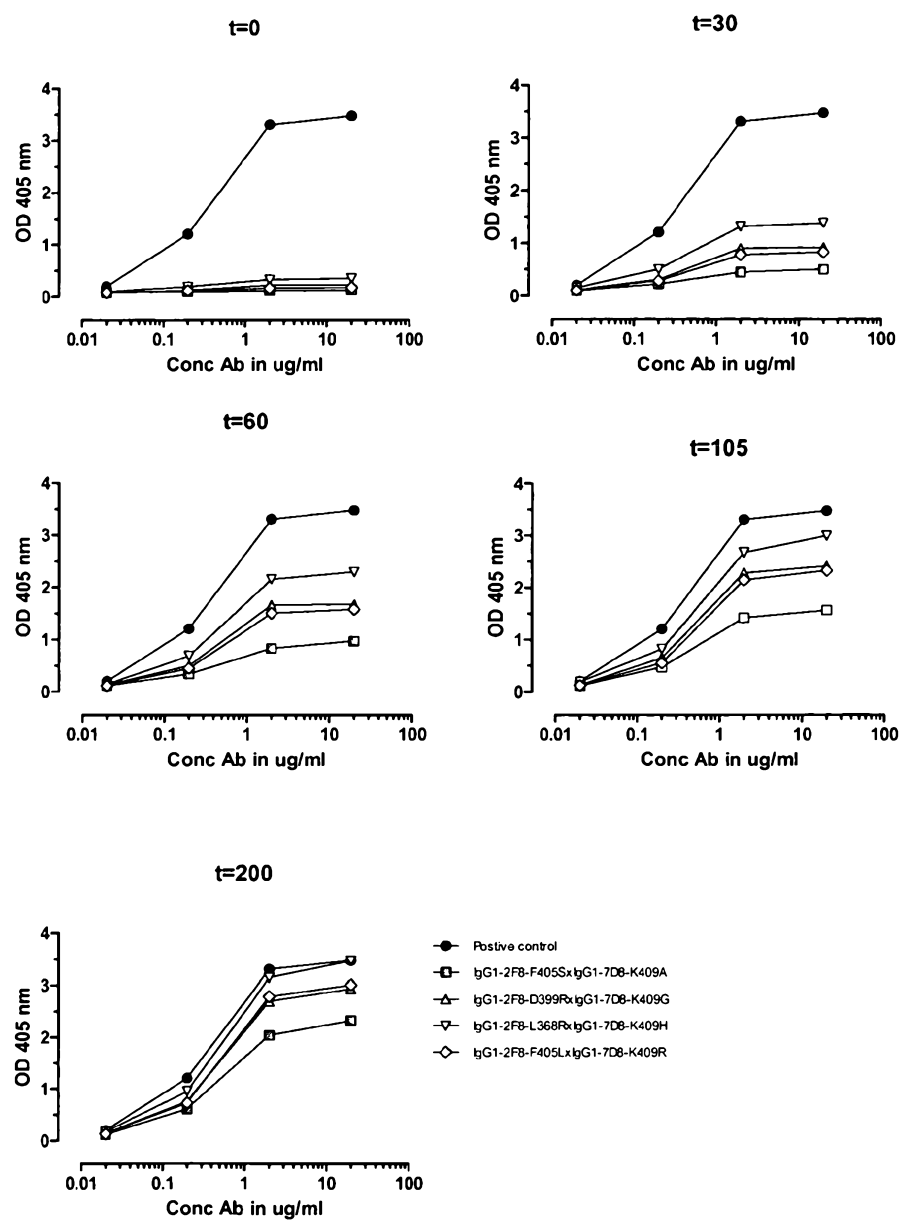 t=0
4
3
2
1
0
OD 405 nm
0.01 0.1 1 10 100
Conc Ab in ug/ml
t=30
4
3
2
1
0
OD 405 nm
0.01 0.1 1 10 100
Conc Ab in ug/ml
t=60
4
3
2
1
0
OD 405 nm
0.01 0.1 1 10 100
Conc Ab in ug/ml
t=105
4
3
2
1
0
OD 405 nm
0.01 0.1 1 10 100
Conc Ab in ug/ml
t=200
4
3
2
1
0
OD 405 nm
0.01 0.1 1 10 100
Conc Ab in ug/ml
Postive control
IgG1-2F8-F405SxIgG1-7D8-K409A
IgG1-2F8-D399RxIgG1-7D8-K409G
IgG1-2F8-L368RxIgG1-7D8-K409H
IgG1-2F8-F405LxIgG1-7D8-K409R